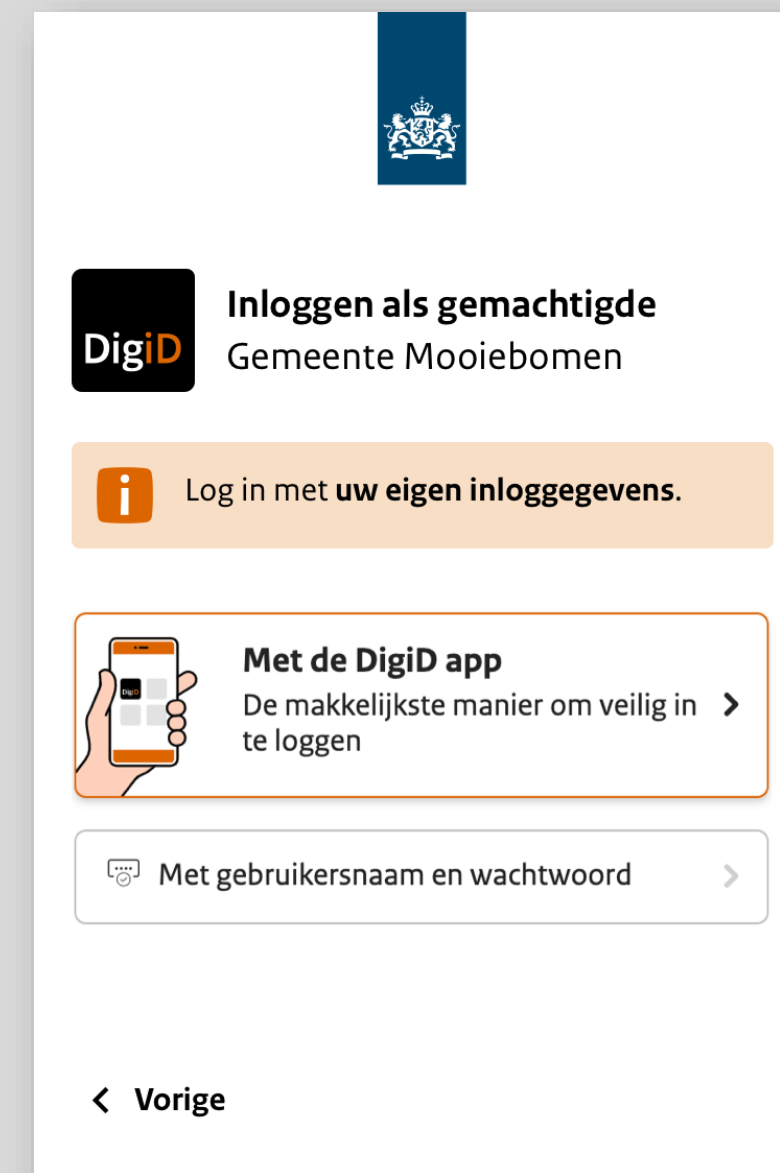 DigiD
Inloggen als gemachtigde
Gemeente Mooiebomen
i
Log in met uw eigen inloggegevens.
DigiD
Met de DigiD app
De makkelijkste manier om veilig in
te loggen
Met gebruikersnaam en wachtwoord
Vorige